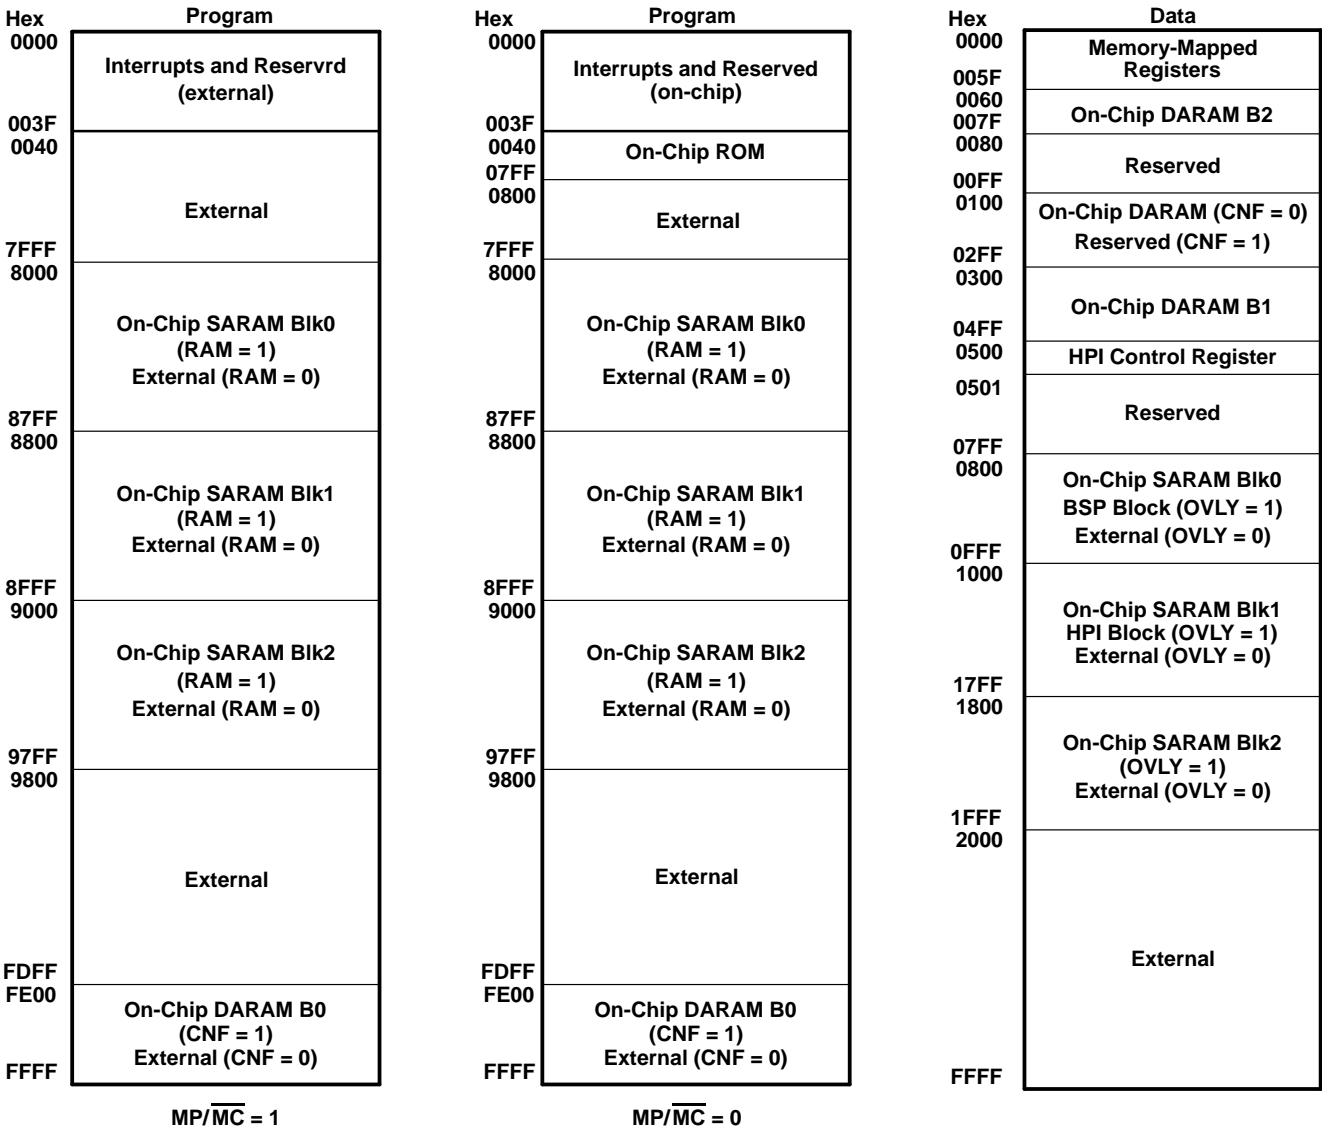 Hex
Program
0000
Interrupts and Reservrd
(external)
003F
0040
External
7FFF
8000
On-Chip SARAM Blk0
(RAM = 1)
External (RAM = 0)
87FF
8800
On-Chip SARAM Blk1
(RAM = 1)
External (RAM = 0)
8FFF
9000
On-Chip SARAM Blk2
(RAM = 1)
External (RAM = 0)
97FF
9800
External
FDFF
FE00
On-Chip DARAM B0
(CNF = 1)
External (CNF = 0)
FFFF
MP/M̅C̅ = 1
Hex
Program
0000
Interrupts and Reserved
(on-chip)
003F
0040
On-Chip ROM
07FF
0800
External
7FFF
8000
On-Chip SARAM Blk0
(RAM = 1)
External (RAM = 0)
87FF
8800
On-Chip SARAM Blk1
(RAM = 1)
External (RAM = 0)
8FFF
9000
On-Chip SARAM Blk2
(RAM = 1)
External (RAM = 0)
97FF
9800
External
FDFF
FE00
On-Chip DARAM B0
(CNF = 1)
External (CNF = 0)
FFFF
MP/M̅C̅ = 0
Hex
Data
0000
Memory-Mapped
Registers
005F
0060
On-Chip DARAM B2
007F
0080
Reserved
00FF
0100
On-Chip DARAM (CNF = 0)
Reserved (CNF = 1)
02FF
0300
On-Chip DARAM B1
04FF
0500
HPI Control Register
0501
Reserved
07FF
0800
On-Chip SARAM Blk0
BSP Block (OVLY = 1)
External (OVLY = 0)
0FFF
1000
On-Chip SARAM Blk1
HPI Block (OVLY = 1)
External (OVLY = 0)
17FF
1800
On-Chip SARAM Blk2
(OVLY = 1)
External (OVLY = 0)
1FFF
2000
External
FFFF